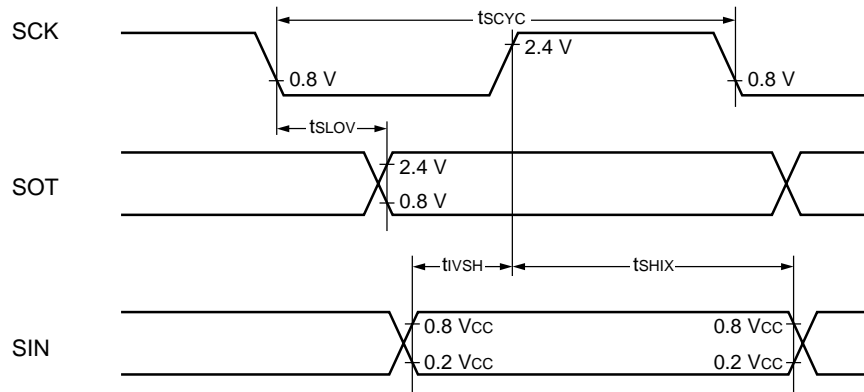 SCK
tSCYC
2.4 V
0.8 V
0.8 V
tSLOV
SOT
2.4 V
0.8 V
tIVSH
tSHIX
SIN
0.8 VCC
0.8 VCC
0.2 VCC
0.2 VCC